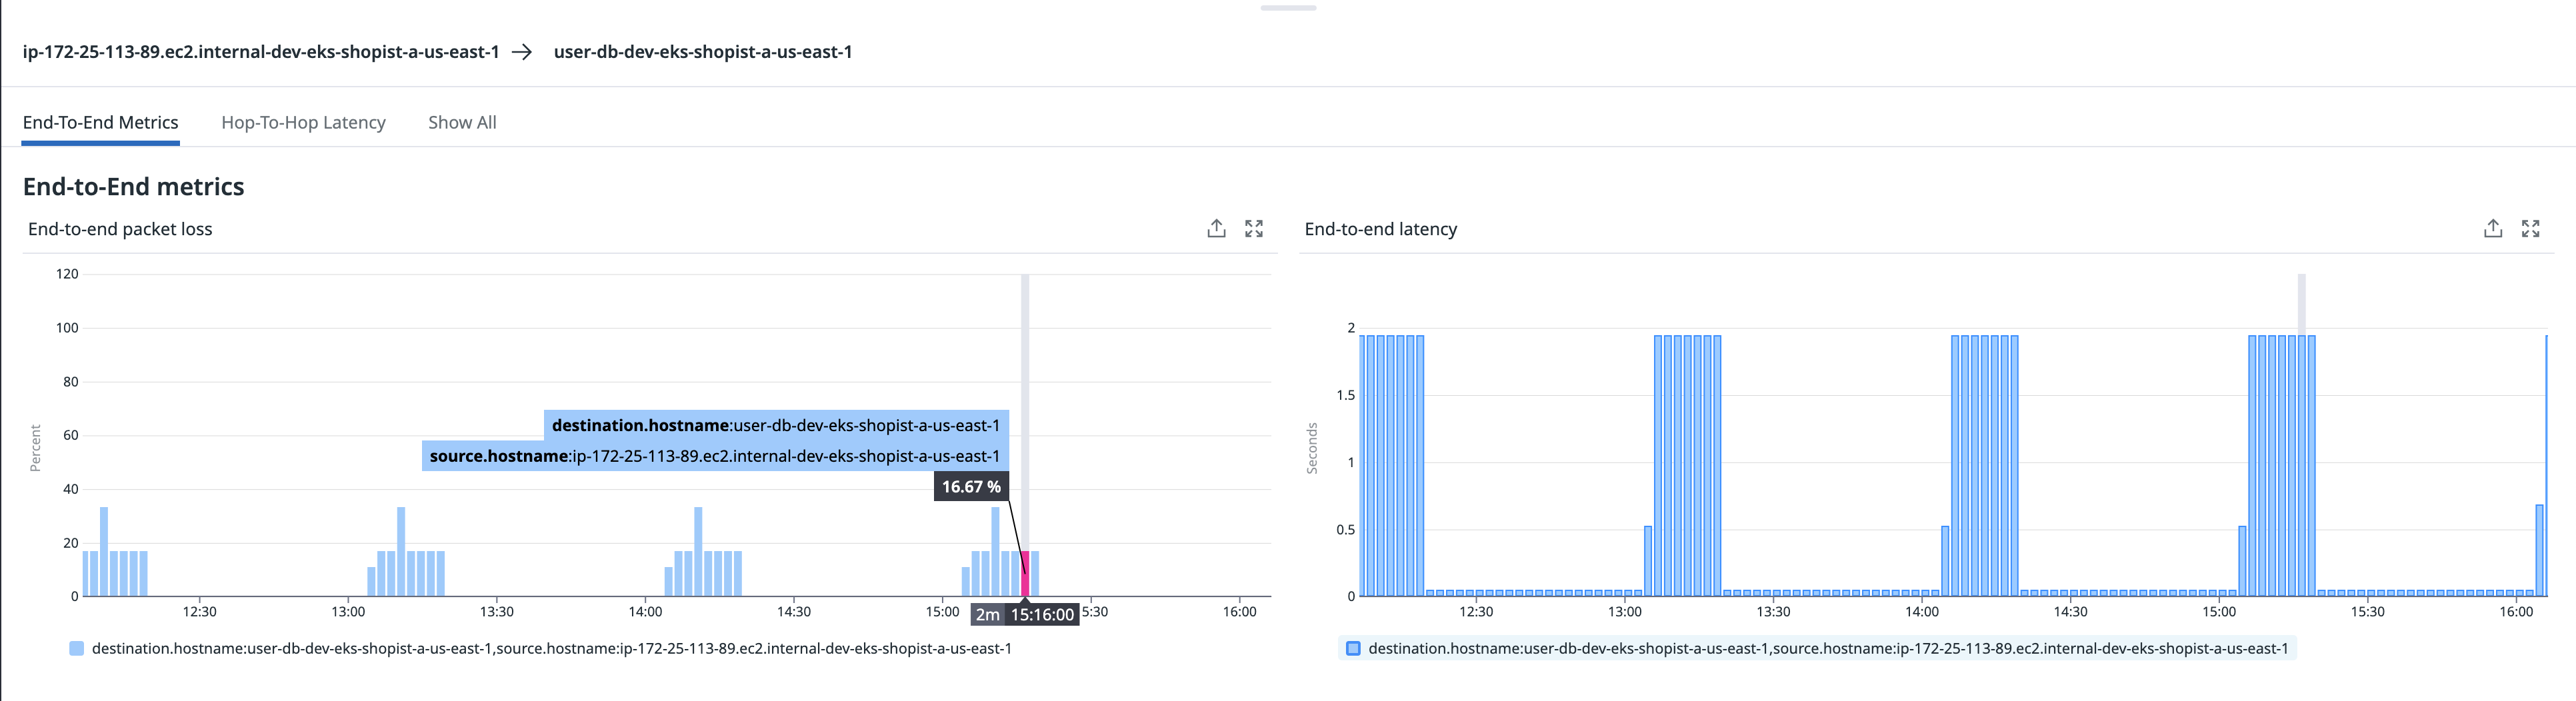 ip-172-25-113-89.ec2.internal-dev-eks-shopist-a-us-east-1 → user-db-dev-eks-shopist-a-us-east-1
End-To-End Metrics Hop-To-Hop Latency Show All
End-to-End metrics
End-to-end packet loss
120
100
80
60
40
20
0
Percent
destination.hostname:user-db-dev-eks-shopist-a-us-east-1
source.hostname:ip-172-25-113-89.ec2.internal-dev-eks-shopist-a-us-east-1
16.67 %
12:30 13:00 13:30 14:00 14:30 15:00 2m 15:16:00 5:30 16:00
destination.hostname:user-db-dev-eks-shopist-a-us-east-1,source.hostname:ip-172-25-113-89.ec2.internal-dev-eks-shopist-a-us-east-1
End-to-end latency
2
1.5
1
0.5
0
Seconds
12:30 13:00 13:30 14:00 14:30 15:00 15:30 16:00
destination.hostname:user-db-dev-eks-shopist-a-us-east-1,source.hostname:ip-172-25-113-89.ec2.internal-dev-eks-shopist-a-us-east-1